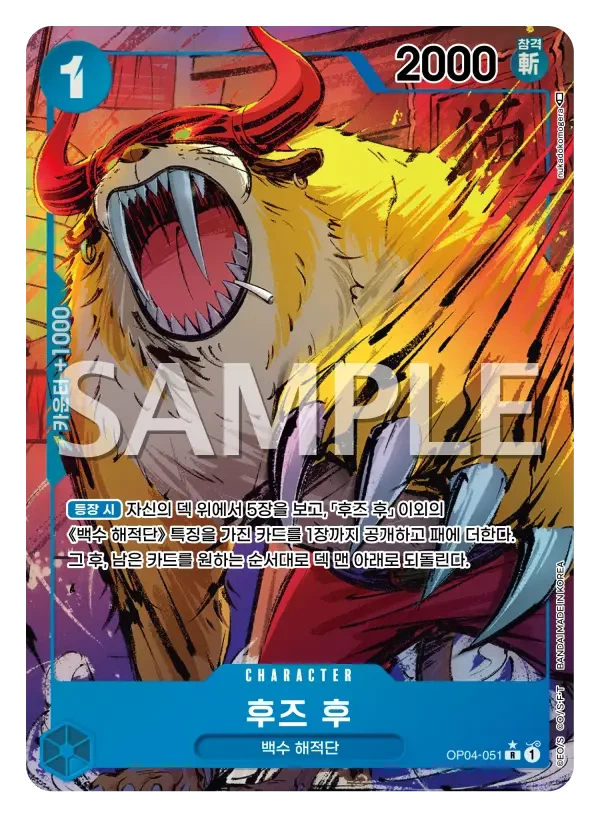 1
2000
참격
斬
nukadokomogera
카운터 +1000
SAMPLE
등장 시 자신의 덱 위에서 5장을 보고, 「후즈 후」 이외의
《백수 해적단》 특징을 가진 카드를 1장까지 공개하고 패에 더한다.
그 후, 남은 카드를 원하는 순서대로 덱 맨 아래로 되돌린다.
CHARACTER
후즈 후
백수 해적단
OP04-051 ★ R 1
©EO/S ©O/S·F·T BANDAI MADE IN KOREA